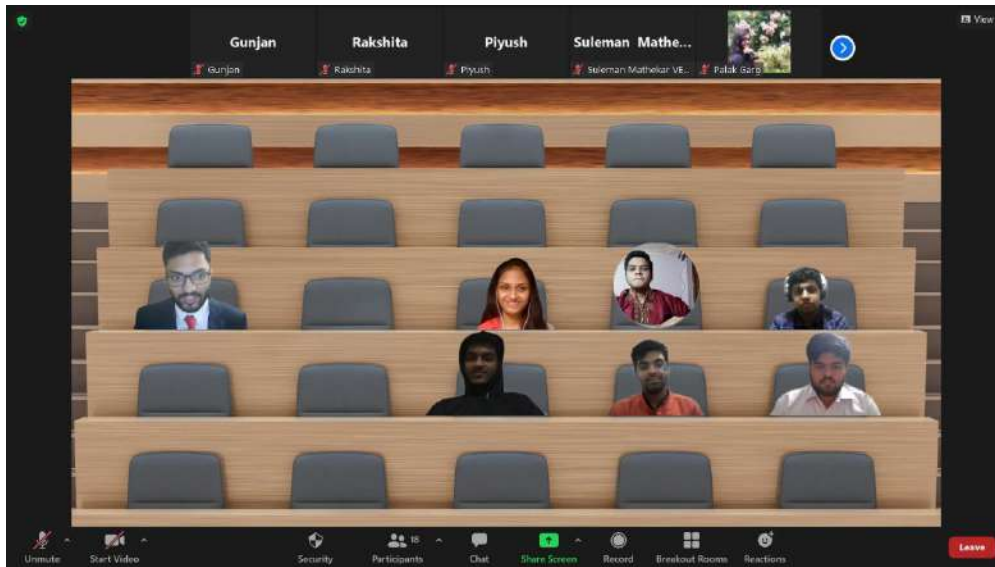 View
Gunjan
Rakshita
Piyush
Suleman Mathe...
Gunjan
Rakshita
Piyush
Suleman Mathekar VE...
Palak Garg
Unmute
Start Video
Security
Participants
18
Chat
Share Screen
Record
Breakout Rooms
Reactions
Leave